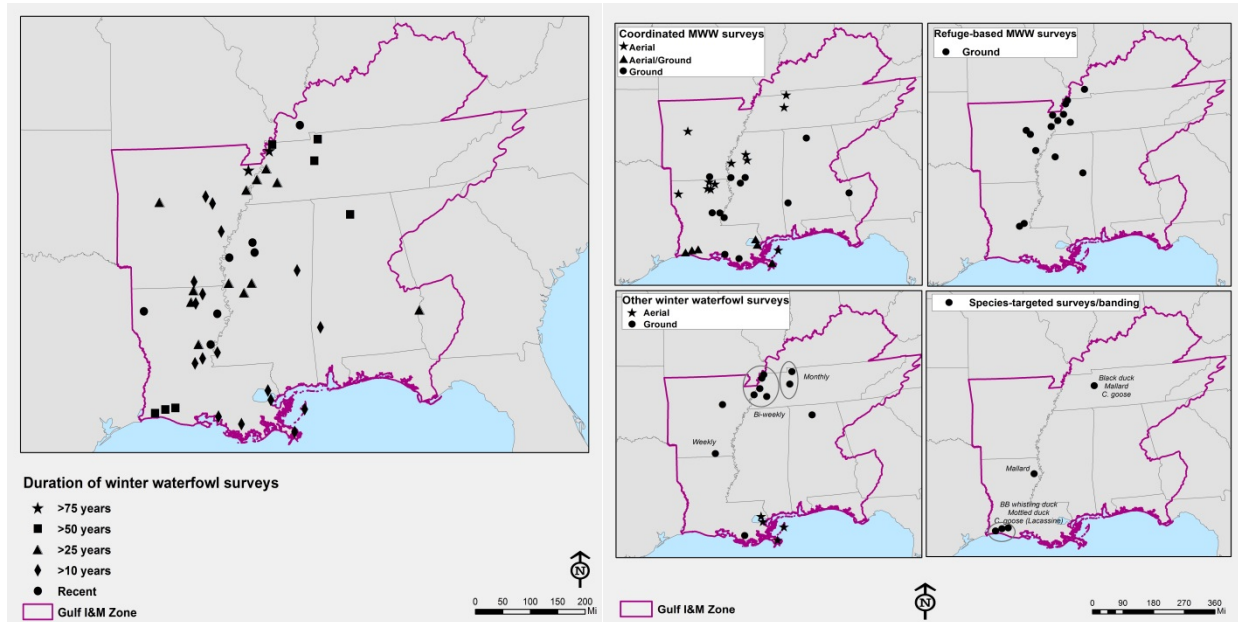 Duration of winter waterfowl surveys
>75 years
>50 years
>25 years
>10 years
Recent
Gulf I&M Zone
N
0 50 100 150 200
Mi
Coordinated MWW surveys
Aerial
Aerial/Ground
Ground
Refuge-based MWW surveys
Ground
Other winter waterfowl surveys
Aerial
Ground
Monthly
Bi-weekly
Weekly
Species-targeted surveys/banding
Black duck
Mallard
C. goose
Mallard
BB whistling duck
Mottled duck
C. goose (Lacassine)
Gulf I&M Zone
N
0 90 180 270 360
Mi